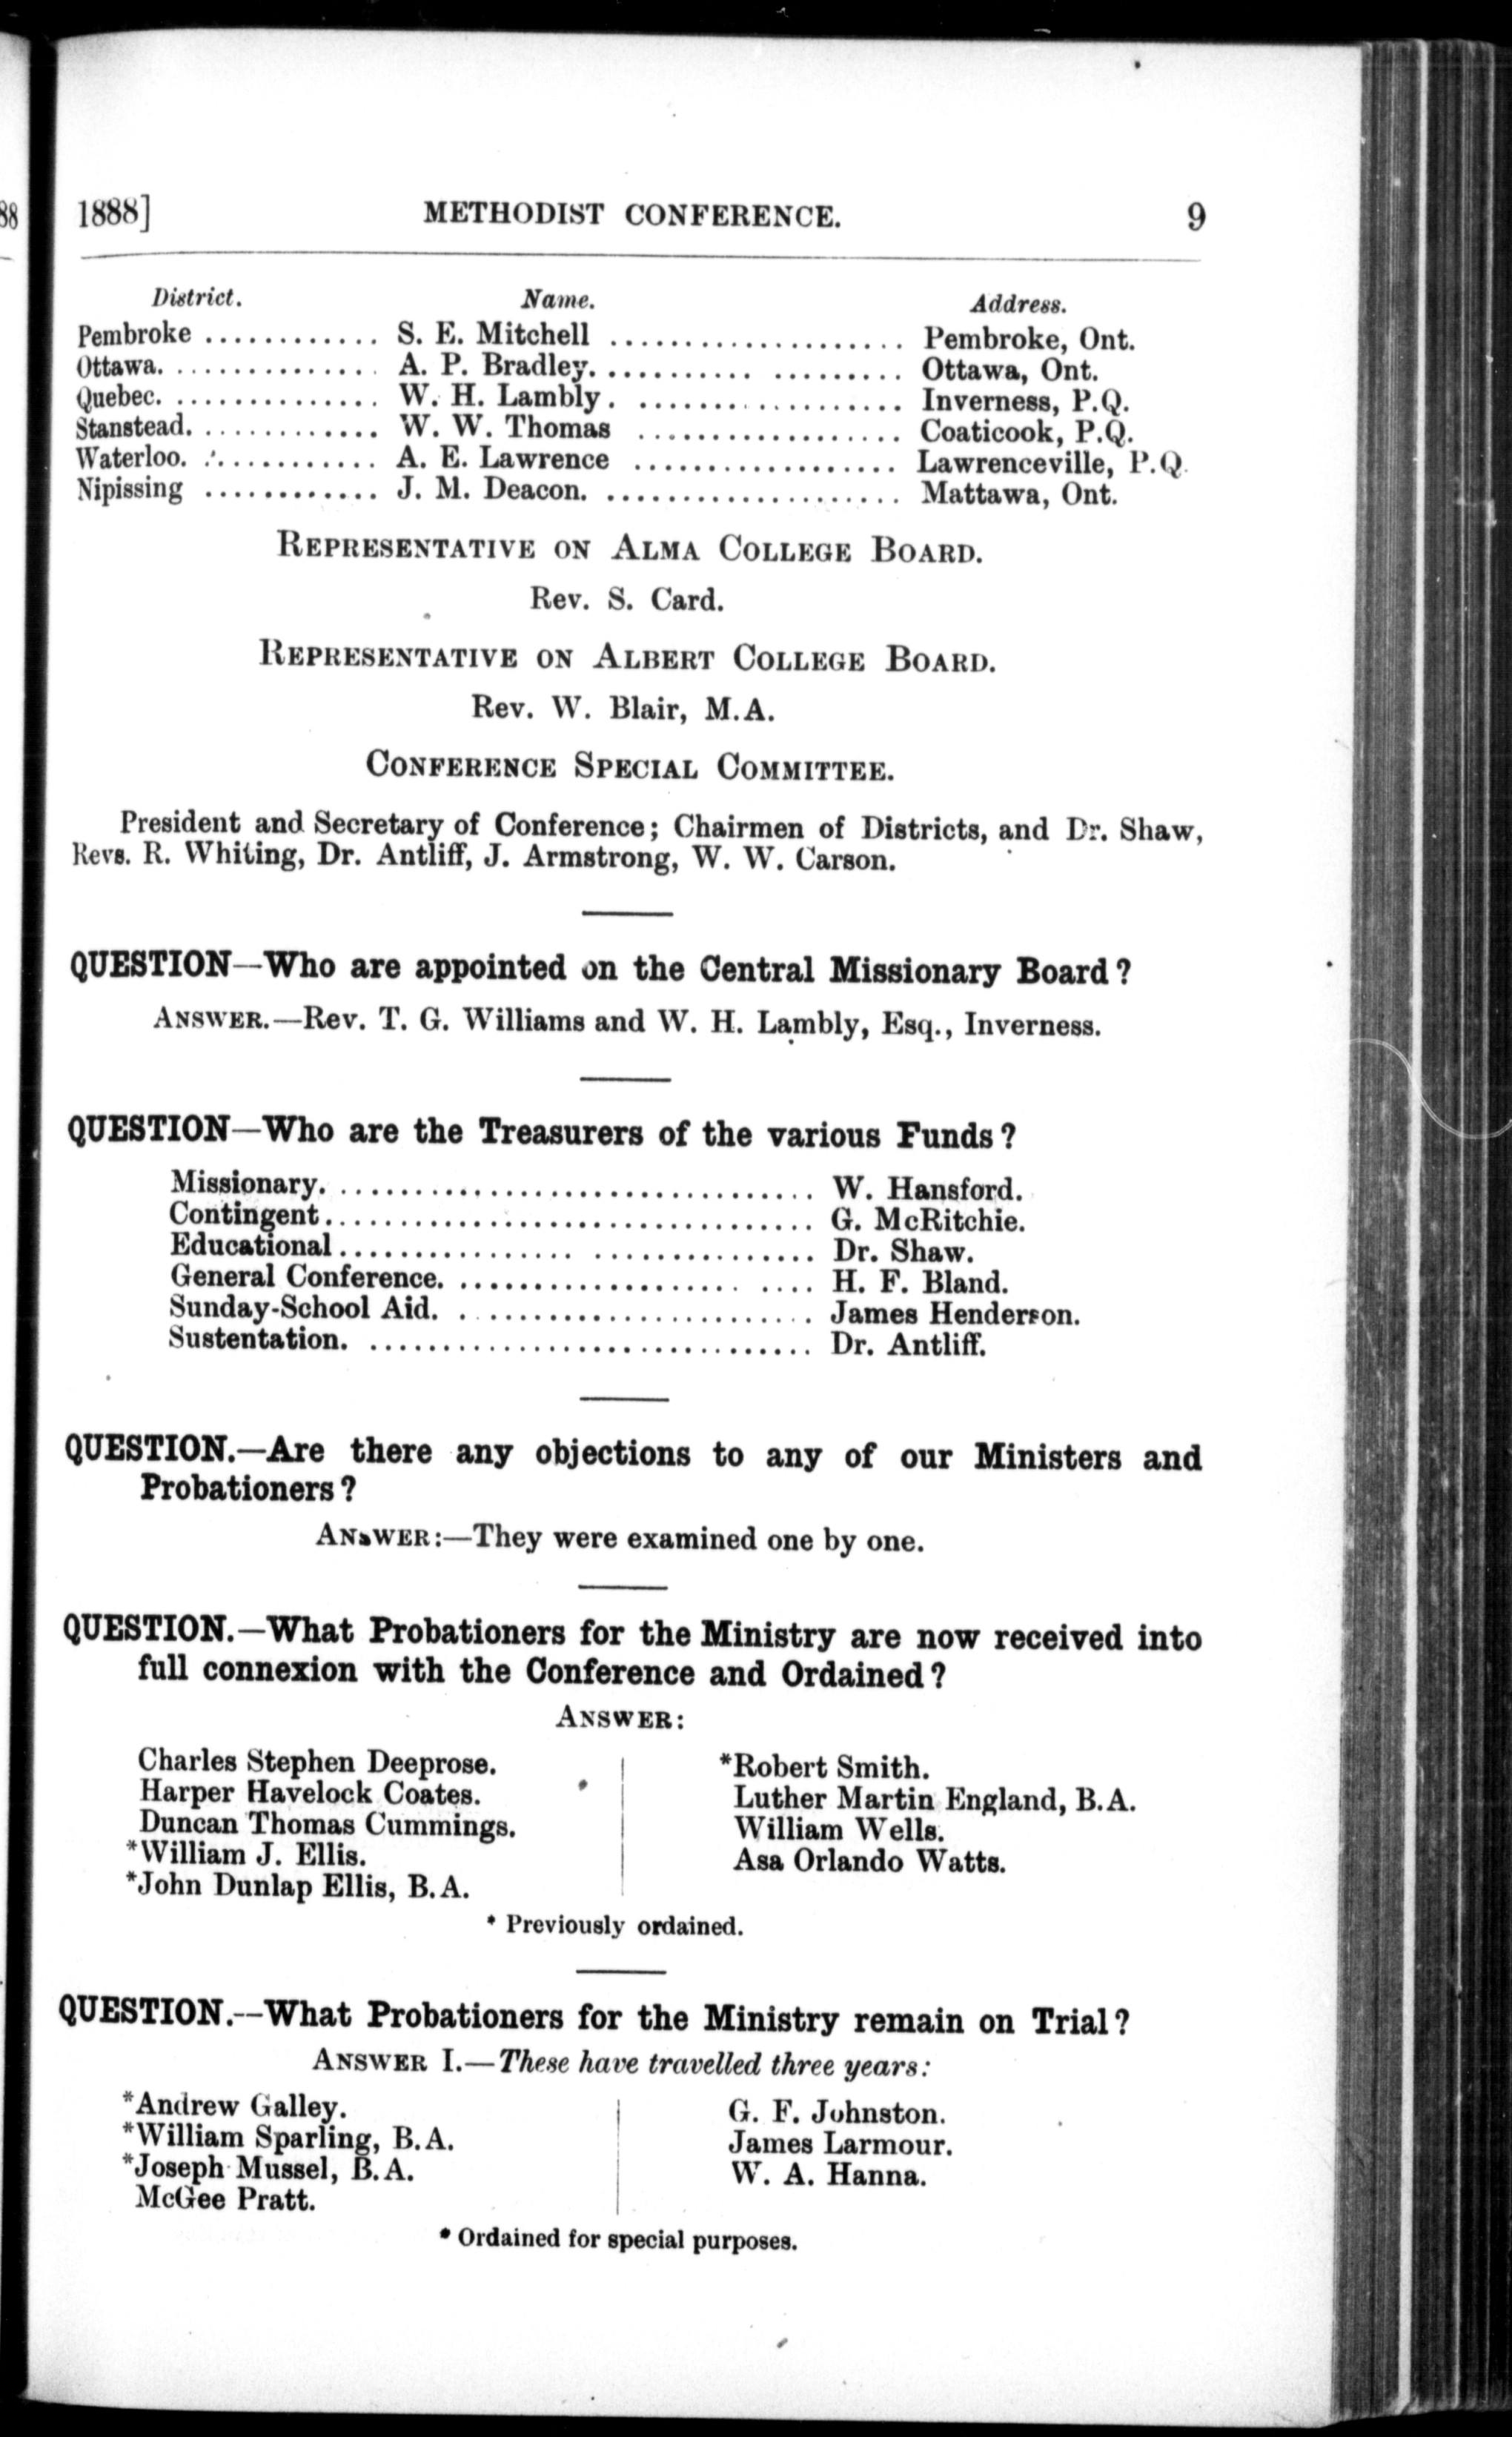 88
1888] METHODIST CONFERENCE. 9
District. Name. Address.
Pembroke ............ S. E. Mitchell ................... Pembroke, Ont.
Ottawa. .............. A. P. Bradley. ................... Ottawa, Ont.
Quebec. .............. W. H. Lambly. .................. Inverness, P.Q.
Stanstead. ............ W. W. Thomas .................. Coaticook, P.Q.
Waterloo. ............ A. E. Lawrence .................. Lawrenceville, P.Q.
Nipissing ............ J. M. Deacon. ................... Mattawa, Ont.
REPRESENTATIVE ON ALMA COLLEGE BOARD.
Rev. S. Card.
REPRESENTATIVE ON ALBERT COLLEGE BOARD.
Rev. W. Blair, M.A.
CONFERENCE SPECIAL COMMITTEE.
President and Secretary of Conference; Chairmen of Districts, and Dr. Shaw,
Revs. R. Whiting, Dr. Antliff, J. Armstrong, W. W. Carson.
QUESTION—Who are appointed on the Central Missionary Board?
ANSWER.—Rev. T. G. Williams and W. H. Lambly, Esq., Inverness.
QUESTION—Who are the Treasurers of the various Funds?
Missionary. ............................... W. Hansford.
Contingent................................ G. McRitchie.
Educational............................... Dr. Shaw.
General Conference. ....................... H. F. Bland.
Sunday-School Aid. ....................... James Henderson.
Sustentation. ............................. Dr. Antliff.
QUESTION.—Are there any objections to any of our Ministers and
Probationers?
ANSWER:—They were examined one by one.
QUESTION.—What Probationers for the Ministry are now received into
full connexion with the Conference and Ordained?
ANSWER:
Charles Stephen Deeprose.
Harper Havelock Coates.
Duncan Thomas Cummings.
*William J. Ellis.
*John Dunlap Ellis, B.A.
*Robert Smith.
Luther Martin England, B.A.
William Wells.
Asa Orlando Watts.
* Previously ordained.
QUESTION.--What Probationers for the Ministry remain on Trial?
ANSWER I.—These have travelled three years:
*Andrew Galley.
*William Sparling, B.A.
*Joseph Mussel, B.A.
McGee Pratt.
G. F. Johnston.
James Larmour.
W. A. Hanna.
* Ordained for special purposes.